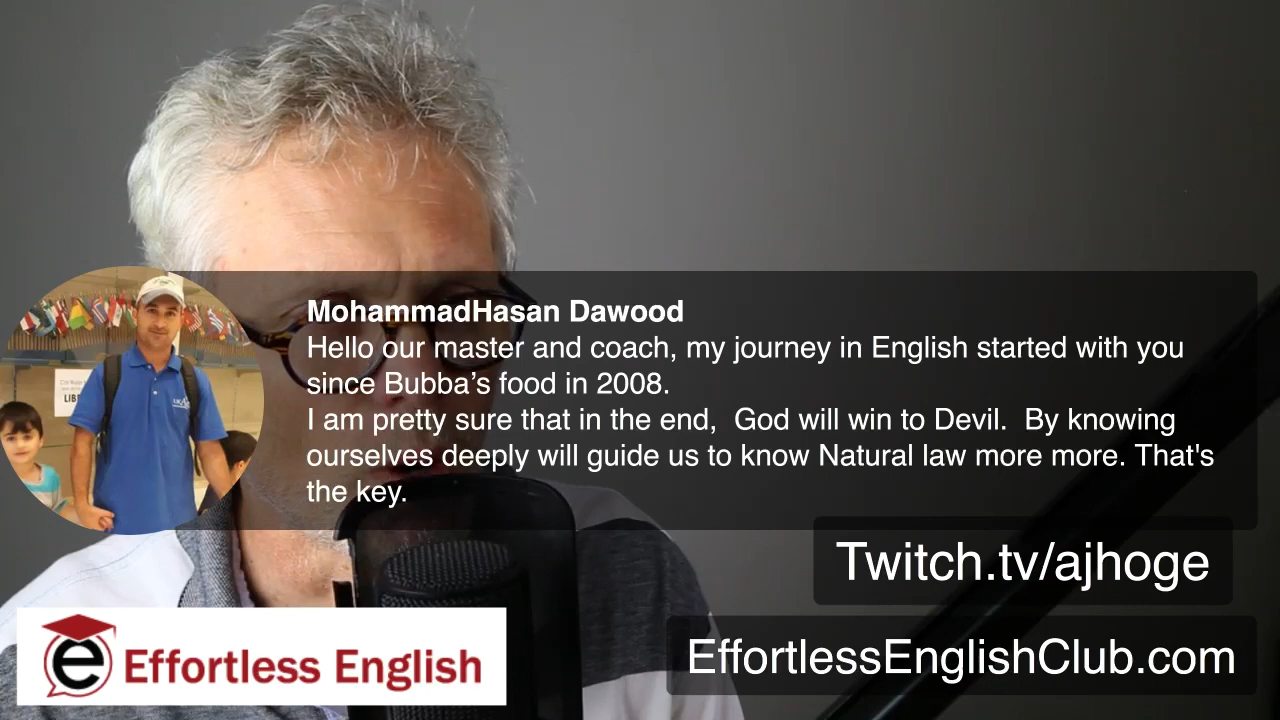 MohammadHasan Dawood
Hello our master and coach, my journey in English started with you
since Bubba's food in 2008.
I am pretty sure that in the end,  God will win to Devil.  By knowing
ourselves deeply will guide us to know Natural law more more. That's
the key.
LIB
Twitch.tv/ajhoge
EffortlessEnglishClub.com
e Effortless English